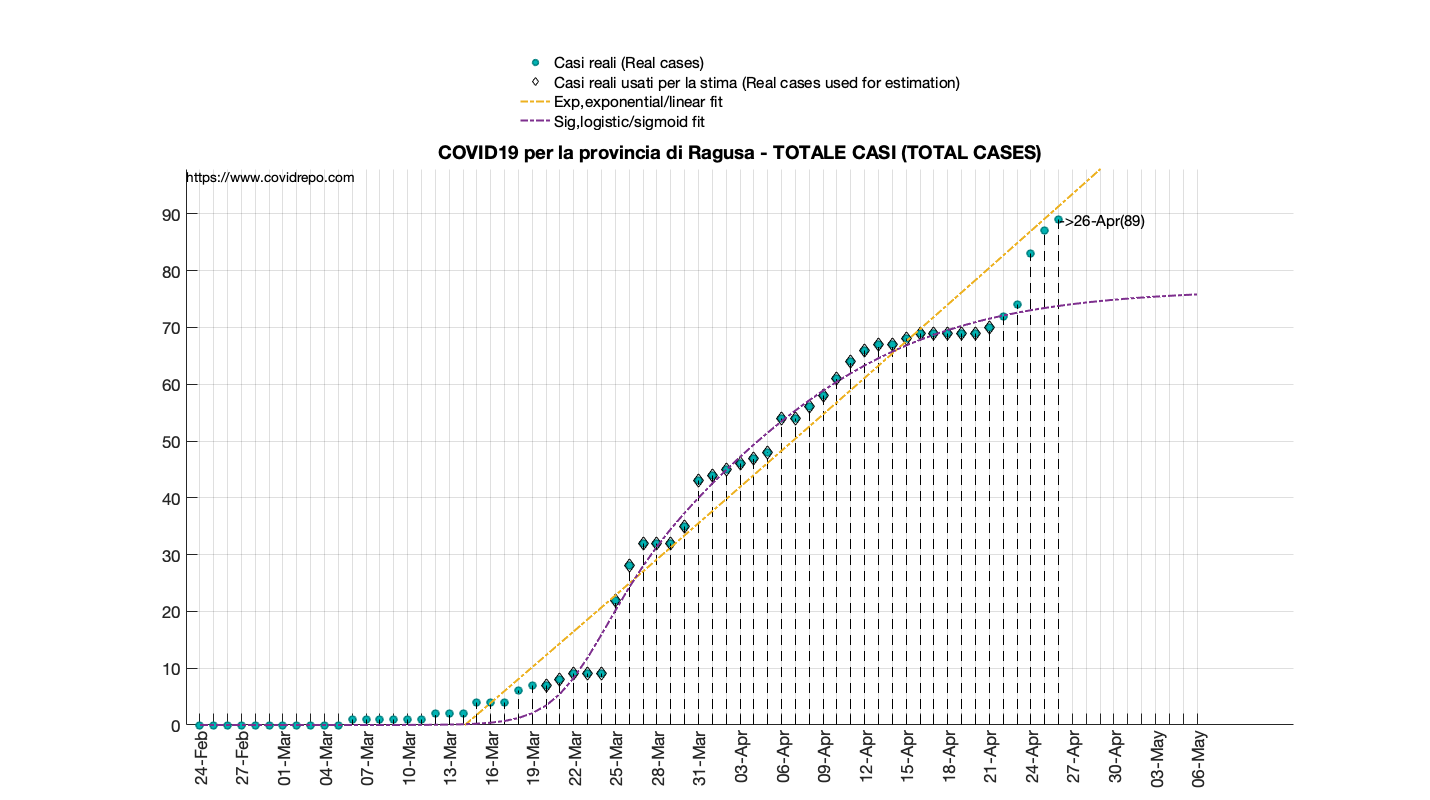 Casi reali (Real cases)
Casi reali usati per la stima (Real cases used for estimation)
Exp,exponential/linear fit
Sig,logistic/sigmoid fit
COVID19 per la provincia di Ragusa - TOTALE CASI (TOTAL CASES)
https://www.covidrepo.com
90
80
70
60
50
40
30
20
10
0
->26-Apr(89)
24-Feb
27-Feb
01-Mar
04-Mar
07-Mar
10-Mar
13-Mar
16-Mar
19-Mar
22-Mar
25-Mar
28-Mar
31-Mar
03-Apr
06-Apr
09-Apr
12-Apr
15-Apr
18-Apr
21-Apr
24-Apr
27-Apr
30-Apr
03-May
06-May